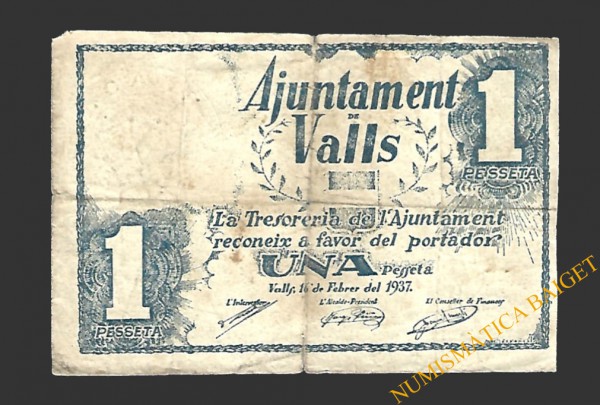 Ajuntament
DE
Valls
1
PESSETA
La Tresoreria de l'Ajuntament
reconeix a favor del portador
UNA Pesseta
Valls, 16 de Febrer del 1937.
L'Interventor L'Alcalde-President El Conseller de Finances
1
PESSETA
NUMISMÀTICA BAIGET